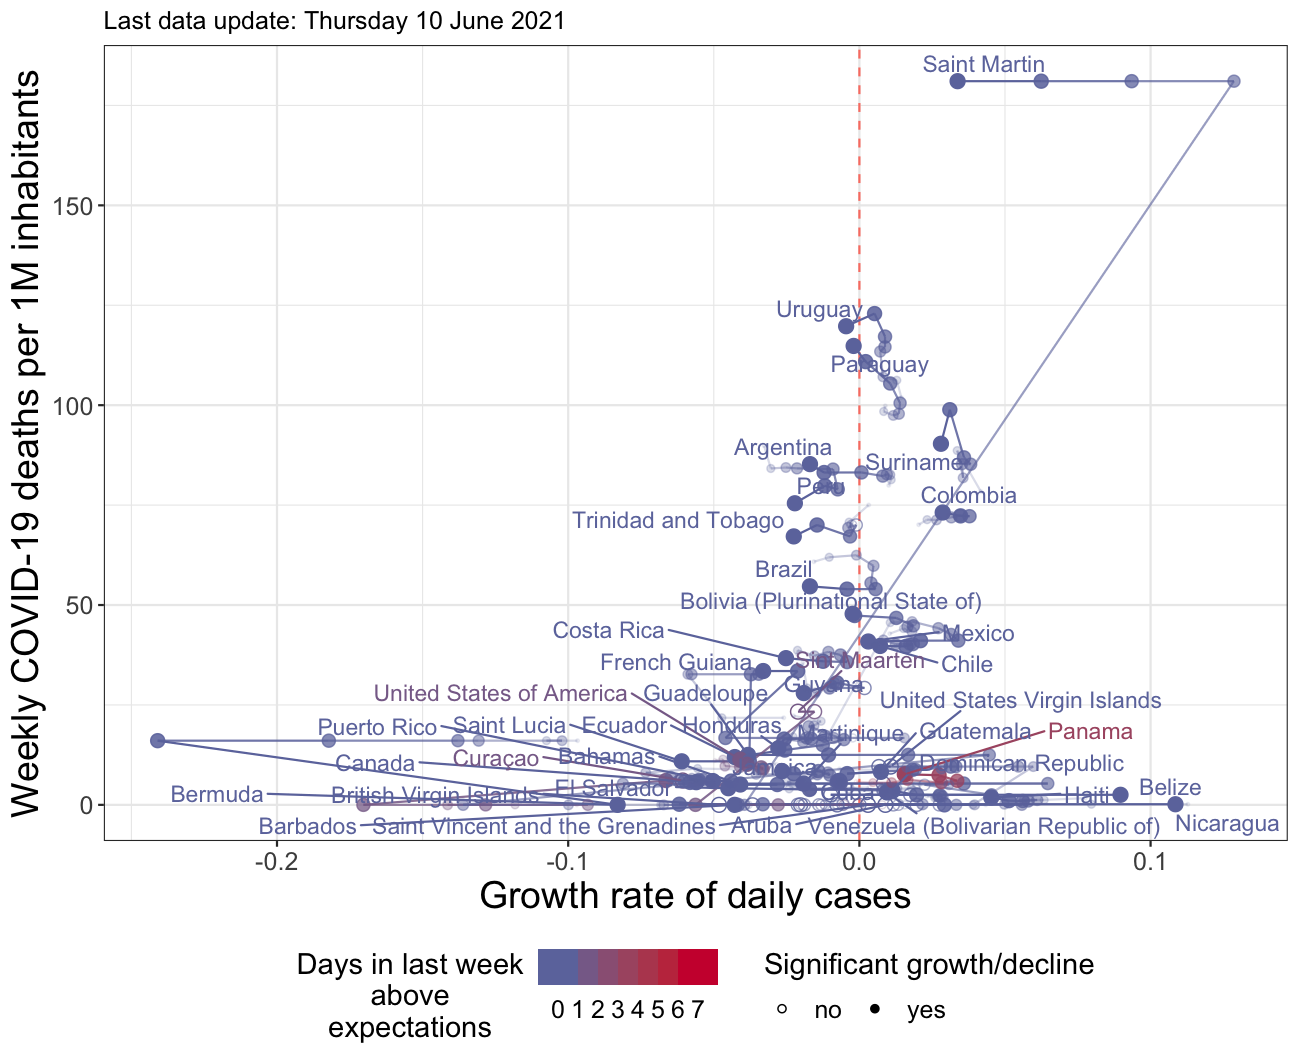 Last data update: Thursday 10 June 2021
Weekly COVID-19 deaths per 1M inhabitants
Saint Martin
150
Uruguay
Paraguay
100
Argentina
Suriname
Peru
Colombia
Trinidad and Tobago
Brazil
50
Bolivia (Plurinational State of)
Costa Rica
Mexico
French Guiana
Sint Maarten
Chile
United States of America
Guadeloupe
Guyana
United States Virgin Islands
Puerto Rico
Saint Lucia
Ecuador
Honduras
Martinique
Guatemala
Panama
Canada
Curaçao
Bahamas
Jamaica
Dominican Republic
Bermuda
British Virgin Islands
El Salvador
Cuba
Haiti
Belize
0
Barbados
Saint Vincent and the Grenadines
Aruba
Venezuela (Bolivarian Republic of)
Nicaragua
-0.2 -0.1 0.0 0.1
Growth rate of daily cases
Days in last week
above
expectations
0 1 2 3 4 5 6 7
Significant growth/decline
no yes